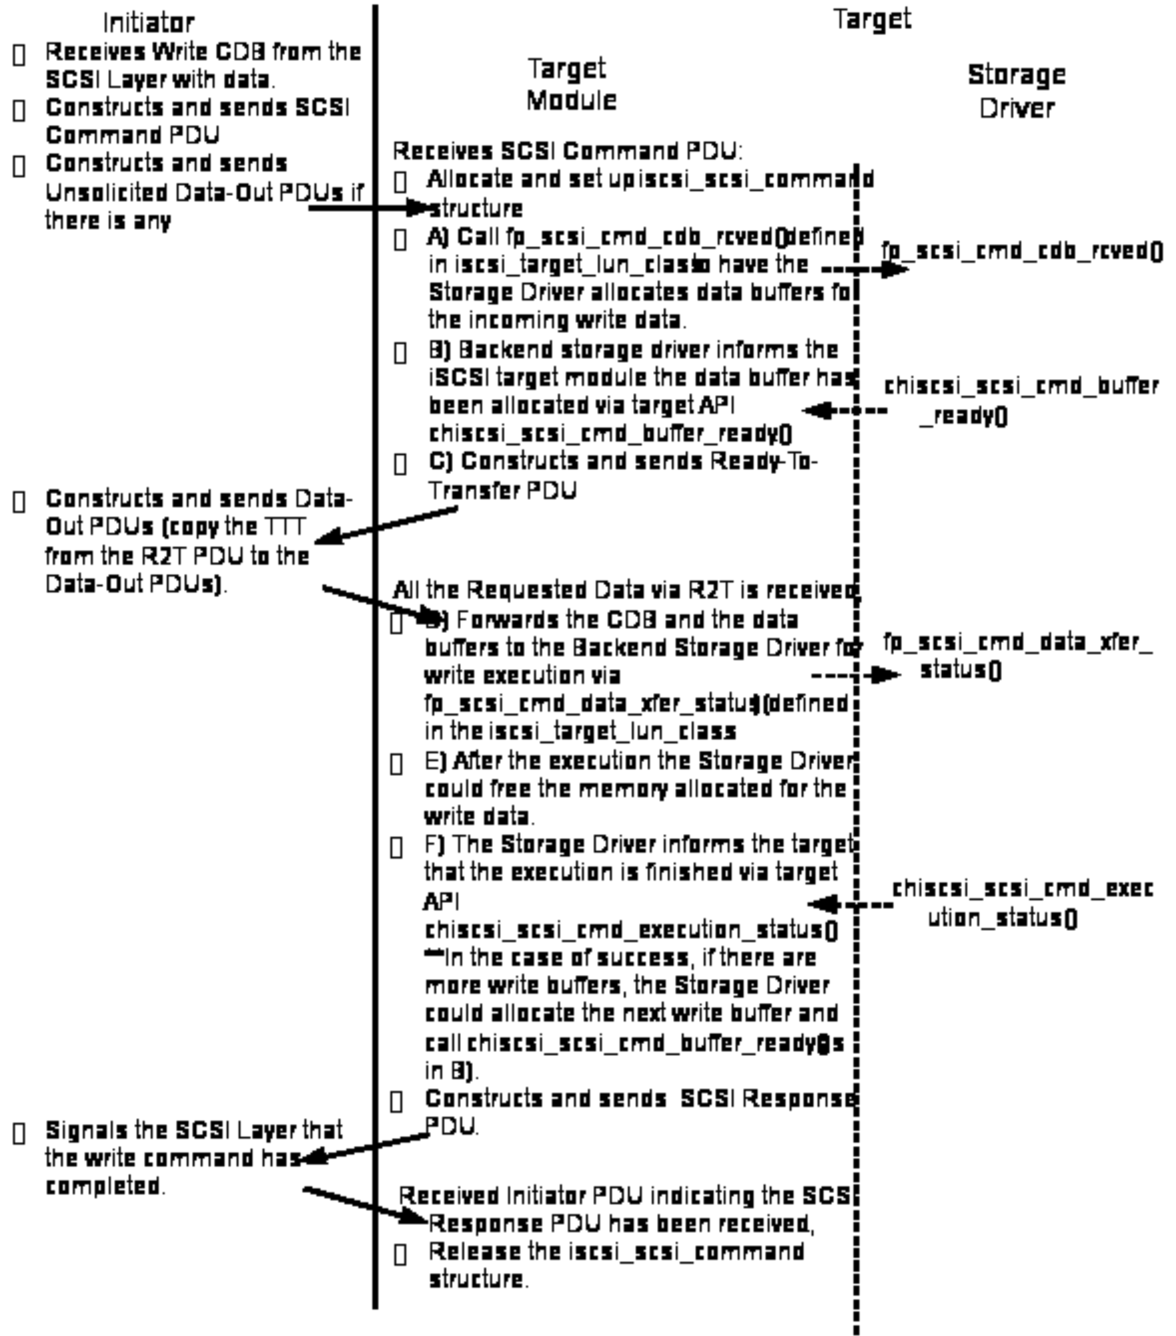 Initiator
Receives Write CDB from the
SCSI Layer with data.
Constructs and sends SCSI
Command PDU
Constructs and sends
Unsolicited Data-Out PDUs if
there is any
Target
Target
Module
Storage
Driver
Receives SCSI Command PDU:
Allocate and set upiscsi_scsi_command
structure
A) Call fp_scsi_cmd_cdb_rcved()defined
in iscsi_target_lun_classto have the
Storage Driver allocates data buffers fo
the incoming write data.
fp_scsi_cmd_cdb_rcved()
B) Backend storage driver informs the
iSCSI target module the data buffer has
been allocated via target API
chiscsi_scsi_cmd_buffer_ready()
chiscsi_scsi_cmd_buffer
_ready()
C) Constructs and sends Ready-To-
Transfer PDU
Constructs and sends Data-
Out PDUs (copy the TTT
from the R2T PDU to the
Data-Out PDUs).
All the Requested Data via R2T is received,
D) Forwards the CDB and the data
buffers to the Backend Storage Driver for
write execution via
fp_scsi_cmd_data_xfer_status)(defined
in the iscsi_target_lun_class
fp_scsi_cmd_data_xfer_
status()
E) After the execution the Storage Driver
could free the memory allocated for the
write data.
F) The Storage Driver informs the target
that the execution is finished via target
API
chiscsi_scsi_cmd_execution_status()
**In the case of success, if there are
more write buffers, the Storage Driver
could allocate the next write buffer and
call chiscsi_scsi_cmd_buffer_ready()s
in B).
chiscsi_scsi_cmd_exec
ution_status()
Constructs and sends SCSI Response
PDU.
Signals the SCSI Layer that
the write command has
completed.
Received Initiator PDU indicating the SCS
Response PDU has been received,
Release the iscsi_scsi_command
structure.